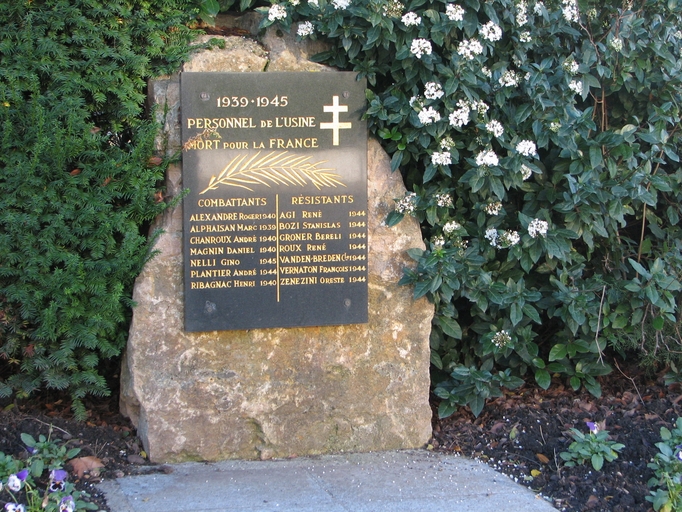 1939·1945
PERSONNEL DE L'USINE
MORT POUR LA FRANCE
COMBATTANTS
ALEXANDRE ROGER 1940
ALPHAISAN MARC 1939
CHANROUX ANDRÉ 1940
MAGNIN DANIEL 1940
NELLI GINO 1945
PLANTIER ANDRÉ 1944
RIBAGNAC HENRI 1940
RÉSISTANTS
AGI RENÉ 1944
BOZI STANISLAS 1944
GRONER BERELI 1944
ROUX RENÉ 1944
VANDEN-BREDEN 1944
VERNATON FRANÇOIS 1944
ZENEZINI ORESTE 1944